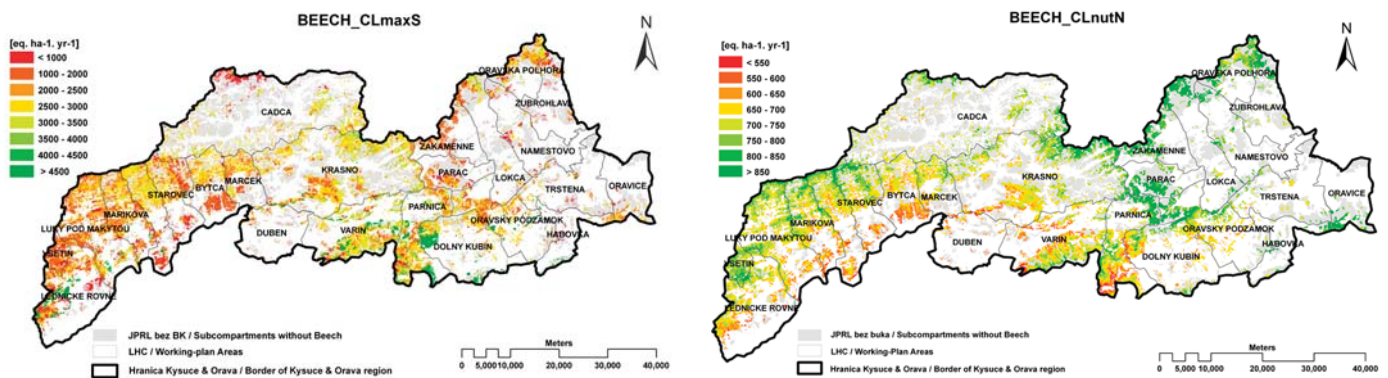 BEECH_CLmaxS
[eq. ha-1. yr-1]
< 1000
1000 - 2000
2000 - 2500
2500 - 3000
3000 - 3500
3500 - 4000
4000 - 4500
> 4500
N
ORAVSKA POLHORA
CADCA
ZUBROHLAVA
ZAKAMENNE
NAMESTOVO
PARAC
LOKCA
KRASNO
MARCEK
BYTCA
STAROVEC
TRSTENA
ORAVICE
PARNICA
MARIKOVA
ORAVSKY PODZAMOK
LUKY POD MAKYTOU
VARIN
DUBEN
HABOVKA
DOLNY KUBIN
VSETIN
LEDNICKE ROVNE
JPRL bez BK / Subcompartments without Beech
LHC / Working-plan Areas
Hranica Kysuce & Orava / Border of Kysuce & Orava region
Meters
0 5,000 10,000 20,000 30,000 40,000
BEECH_CLnutN
[eq. ha-1. yr-1]
< 550
550 - 600
600 - 650
650 - 700
700 - 750
750 - 800
800 - 850
> 850
N
ORAVSKA POLHORA
CADCA
ZUBROHLAVA
ZAKAMENNE
NAMESTOVO
PARAC
LOKCA
KRASNO
MARCEK
BYTCA
STAROVEC
TRSTENA
ORAVICE
PARNICA
MARIKOVA
ORAVSKY PODZAMOK
LUKY POD MAKYTOU
VARIN
DUBEN
HABOVKA
DOLNY KUBIN
VSETIN
LEDNICKE ROVNE
JPRL bez buka / Subcompartments without Beech
LHC / Working-Plan Areas
Hranica Kysuce & Orava / Border of Kysuce & Orava region
Meters
0 5,000 10,000 20,000 30,000 40,000